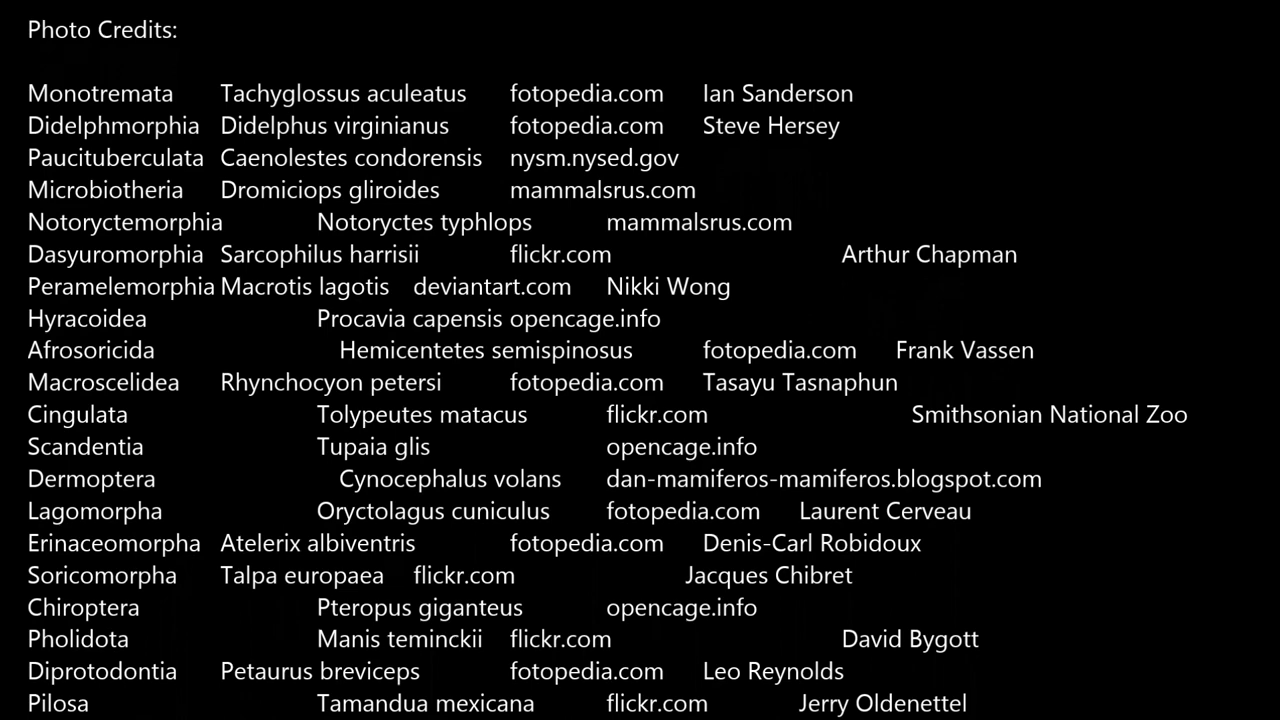 Photo Credits:
Monotremata Tachyglossus aculeatus fotopedia.com Ian Sanderson
Didelphmorphia Didelphus virginianus fotopedia.com Steve Hersey
Paucituberculata Caenolestes condorensis nysm.nysed.gov
Microbiotheria Dromiciops gliroides mammalsrus.com
Notoryctemorphia Notoryctes typhlops mammalsrus.com
Dasyuromorphia Sarcophilus harrisii flickr.com Arthur Chapman
Peramelemorphia Macrotis lagotis deviantart.com Nikki Wong
Hyracoidea Procavia capensis opencage.info
Afrosoricida Hemicentetes semispinosus fotopedia.com Frank Vassen
Macroscelidea Rhynchocyon petersi fotopedia.com Tasayu Tasnaphun
Cingulata Tolypeutes matacus flickr.com Smithsonian National Zoo
Scandentia Tupaia glis opencage.info
Dermoptera Cynocephalus volans dan-mamiferos-mamiferos.blogspot.com
Lagomorpha Oryctolagus cuniculus fotopedia.com Laurent Cerveau
Erinaceomorpha Atelerix albiventris fotopedia.com Denis-Carl Robidoux
Soricomorpha Talpa europaea flickr.com Jacques Chibret
Chiroptera Pteropus giganteus opencage.info
Pholidota Manis teminckii flickr.com David Bygott
Diprotodontia Petaurus breviceps fotopedia.com Leo Reynolds
Pilosa Tamandua mexicana flickr.com Jerry Oldenettel